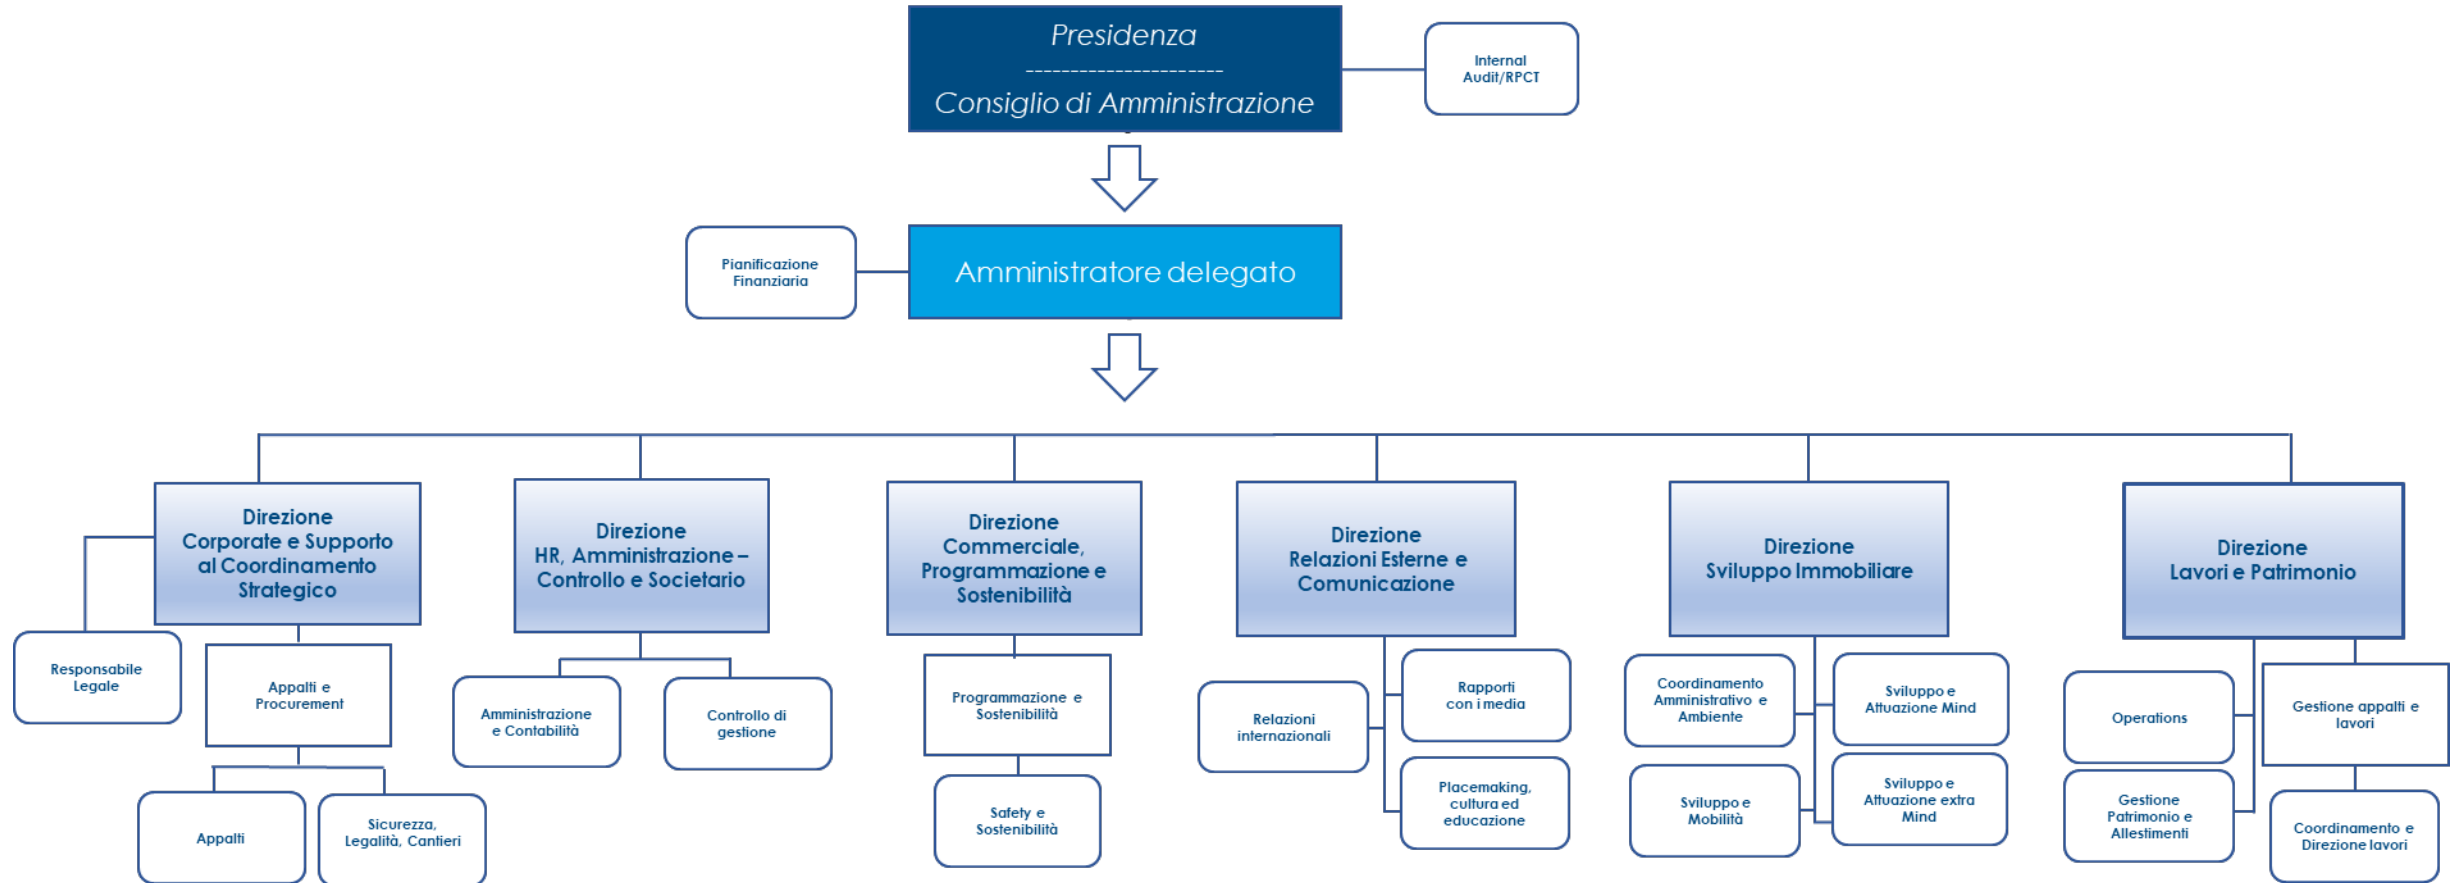 Presidenza
----------------------
Consiglio di Amministrazione
Internal
Audit/RPCT
Pianificazione
Finanziaria
Amministratore delegato
Direzione
Corporate e Supporto
al Coordinamento
Strategico
Direzione
HR, Amministrazione –
Controllo e Societario
Direzione
Commerciale,
Programmazione e
Sostenibilità
Direzione
Relazioni Esterne e
Comunicazione
Direzione
Sviluppo Immobiliare
Direzione
Lavori e Patrimonio
Responsabile
Legale
Appalti e
Procurement
Appalti
Sicurezza,
Legalità, Cantieri
Amministrazione
e Contabilità
Controllo di
gestione
Programmazione e
Sostenibilità
Safety e
Sostenibilità
Relazioni
internazionali
Rapporti
con i media
Placemaking,
cultura ed
educazione
Coordinamento
Amministrativo e
Ambiente
Sviluppo e
Attuazione Mind
Sviluppo e
Mobilità
Sviluppo e
Attuazione extra
Mind
Operations
Gestione appalti e
lavori
Gestione
Patrimonio e
Allestimenti
Coordinamento e
Direzione lavori